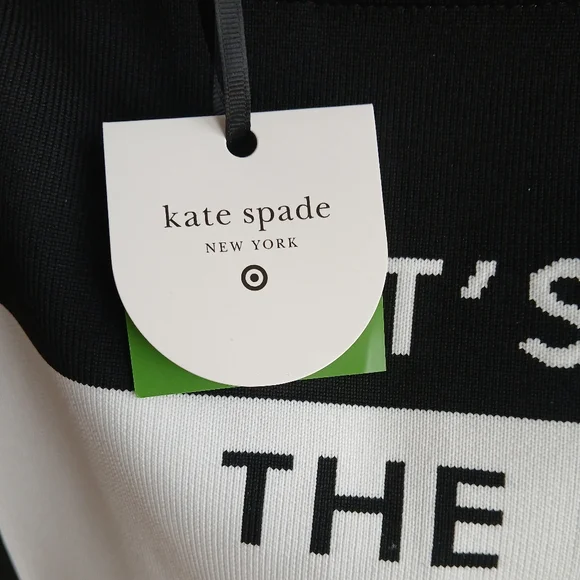 kate spade
NEW YORK
T'S
THE